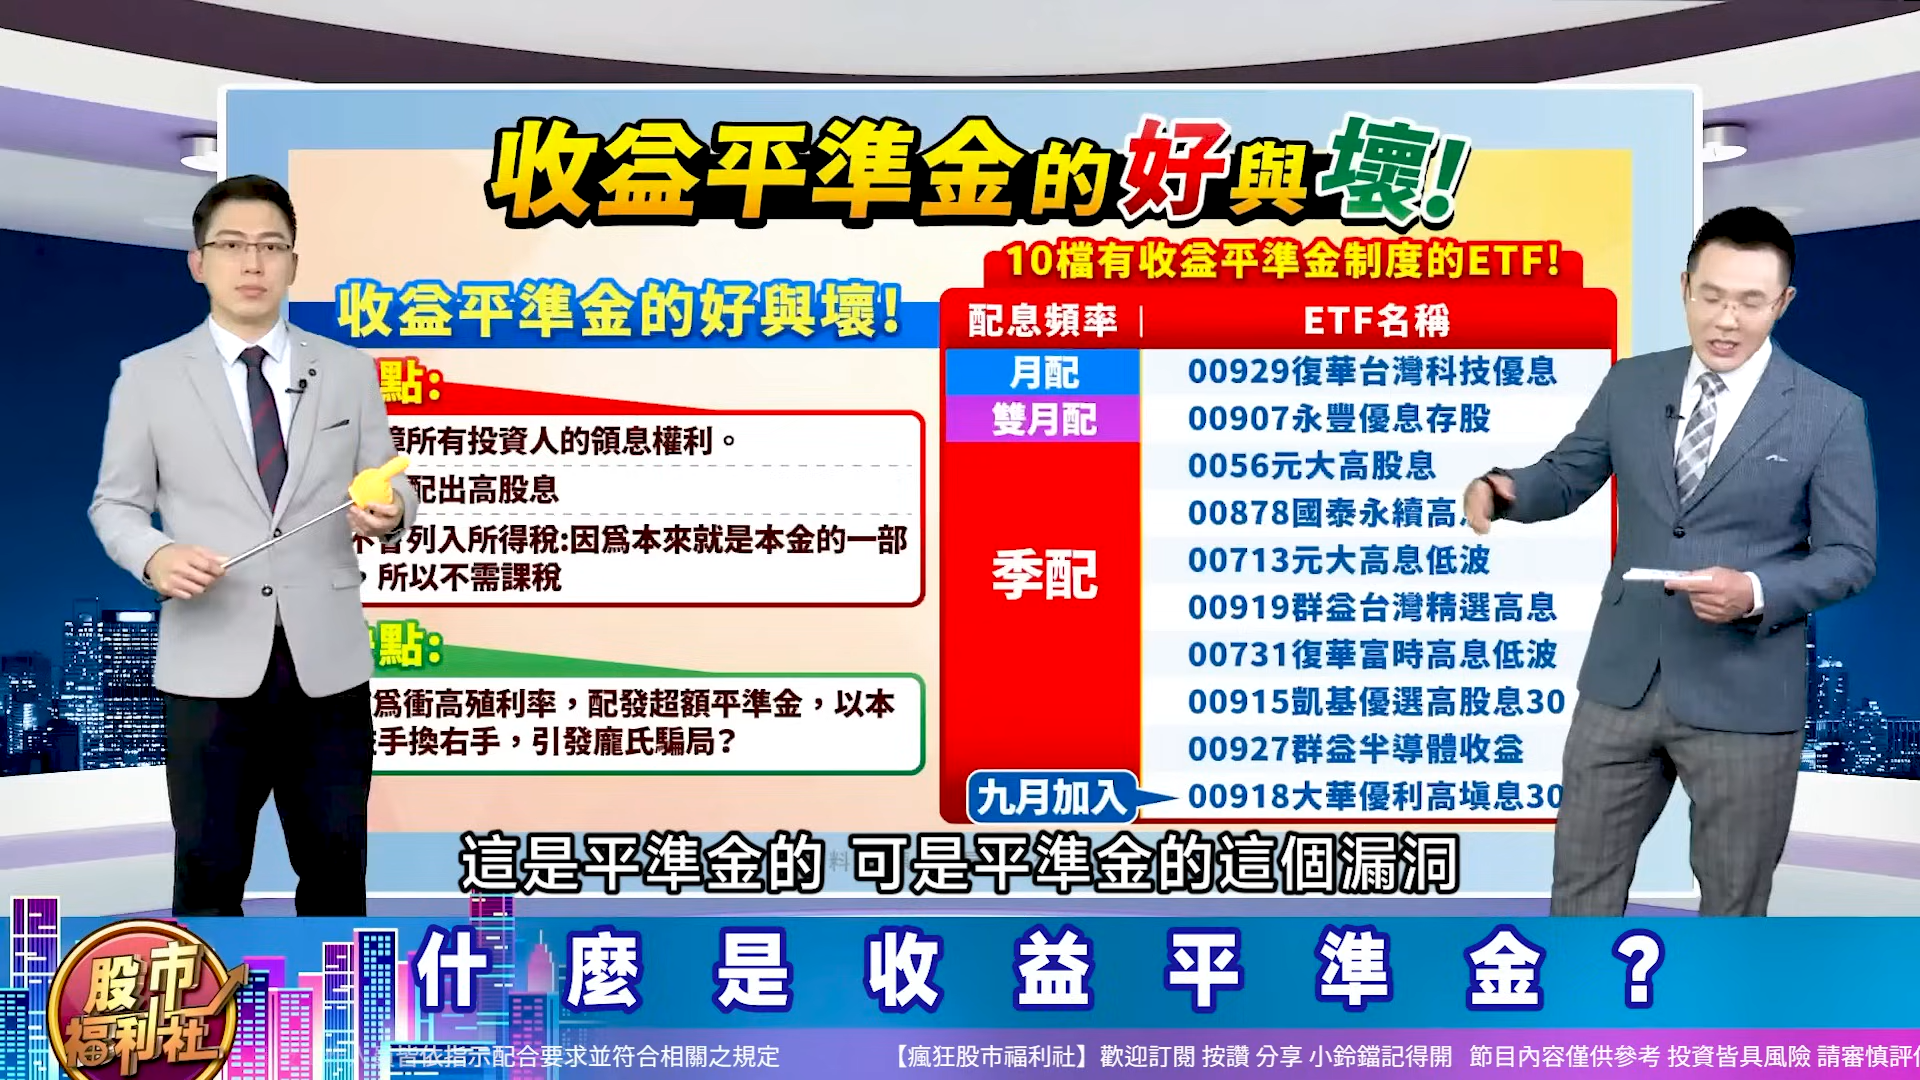 收益平準金的好與壞!
收益平準金的好與壞!
點:
障所有投資人的領息權利。
配出高股息
不會列入所得稅:因為本來就是本金的一部
，所以不需課稅
點:
為衝高殖利率，配發超額平準金，以本
手換右手，引發龐氏騙局？
10檔有收益平準金制度的ETF!
配息頻率 | ETF名稱
月配 00929復華台灣科技優息
雙月配 00907永豐優息存股
季配
0056元大高股息
00878國泰永續高
00713元大高息低波
00919群益台灣精選高息
00731復華富時高息低波
00915凱基優選高股息30
00927群益半導體收益
九月加入 00918大華優利高填息30
這是平準金的 可是平準金的這個漏洞
什麼是收益平準金?
股市
福利社
皆依指示配合要求並符合相關之規定 【瘋狂股市福利社】歡迎訂閱 按讚 分享 小鈴鐺記得開 節目內容僅供參考 投資皆具風險 請審慎評